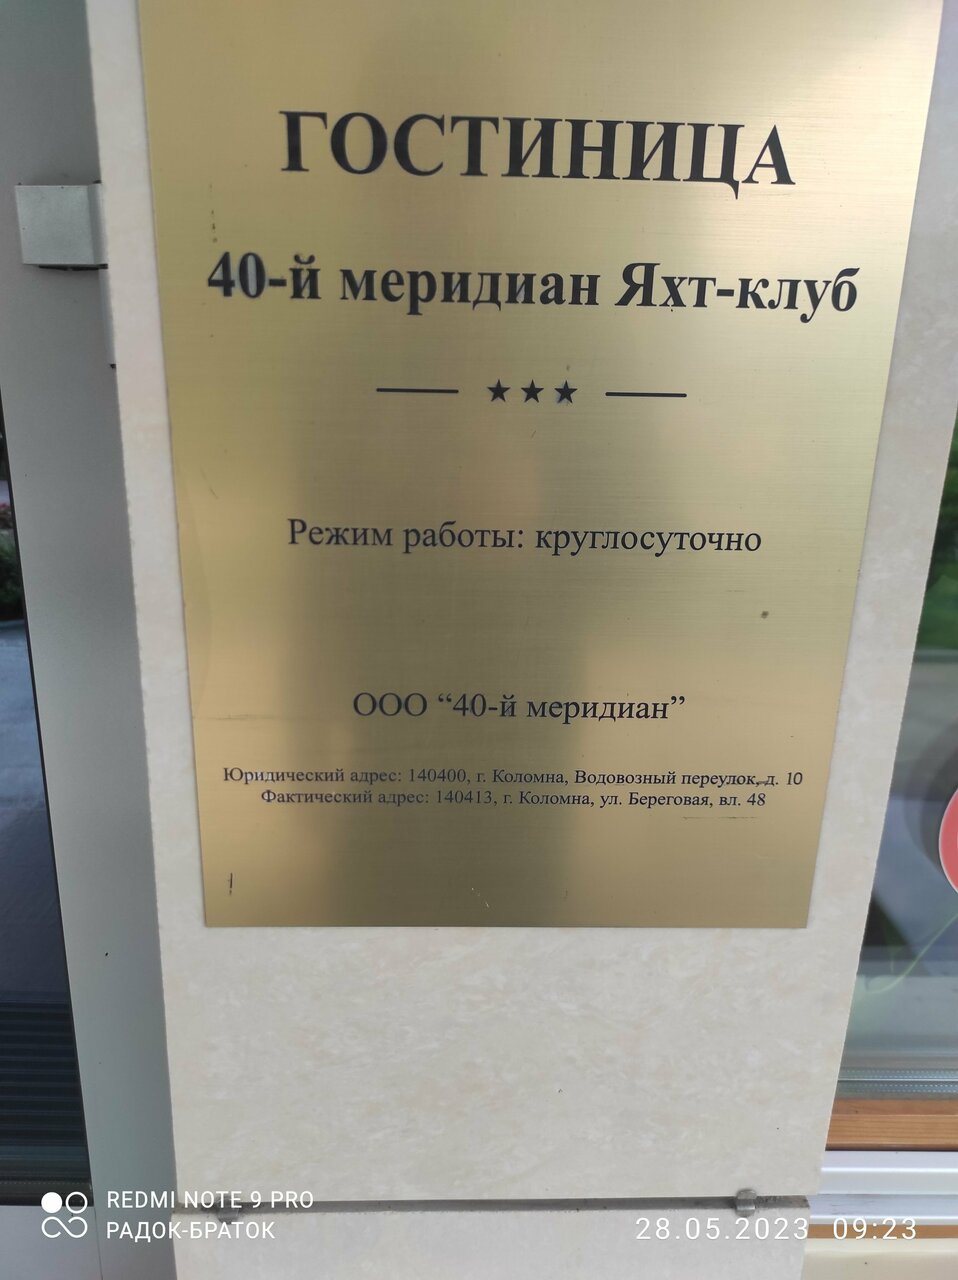 ГОСТИНИЦА
40-й меридиан Яхт-клуб
★★★
Режим работы: круглосуточно
ООО “40-й меридиан”
Юридический адрес: 140400, г. Коломна, Водовозный переулок, д. 10
Фактический адрес: 140413, г. Коломна, ул. Береговая, вл. 48
REDMI NOTE 9 PRO
РАДОК-БРАТОК
28.05.2023 09:23